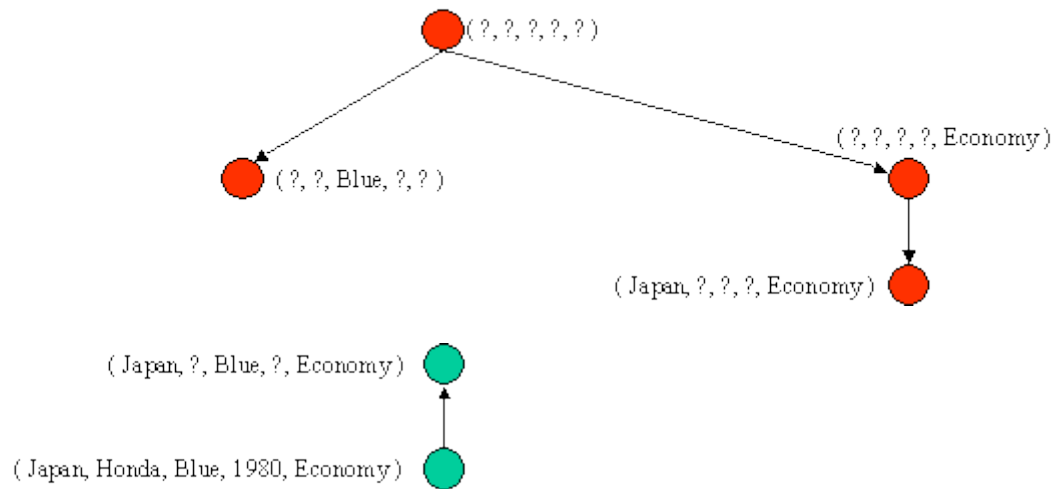 ( ?, ?, ?, ?, ? )
( ?, ?, ?, ?, Economy )
( ?, ?, Blue, ?, ? )
( Japan, ?, ?, ?, Economy )
( Japan, ?, Blue, ?, Economy )
( Japan, Honda, Blue, 1980, Economy )